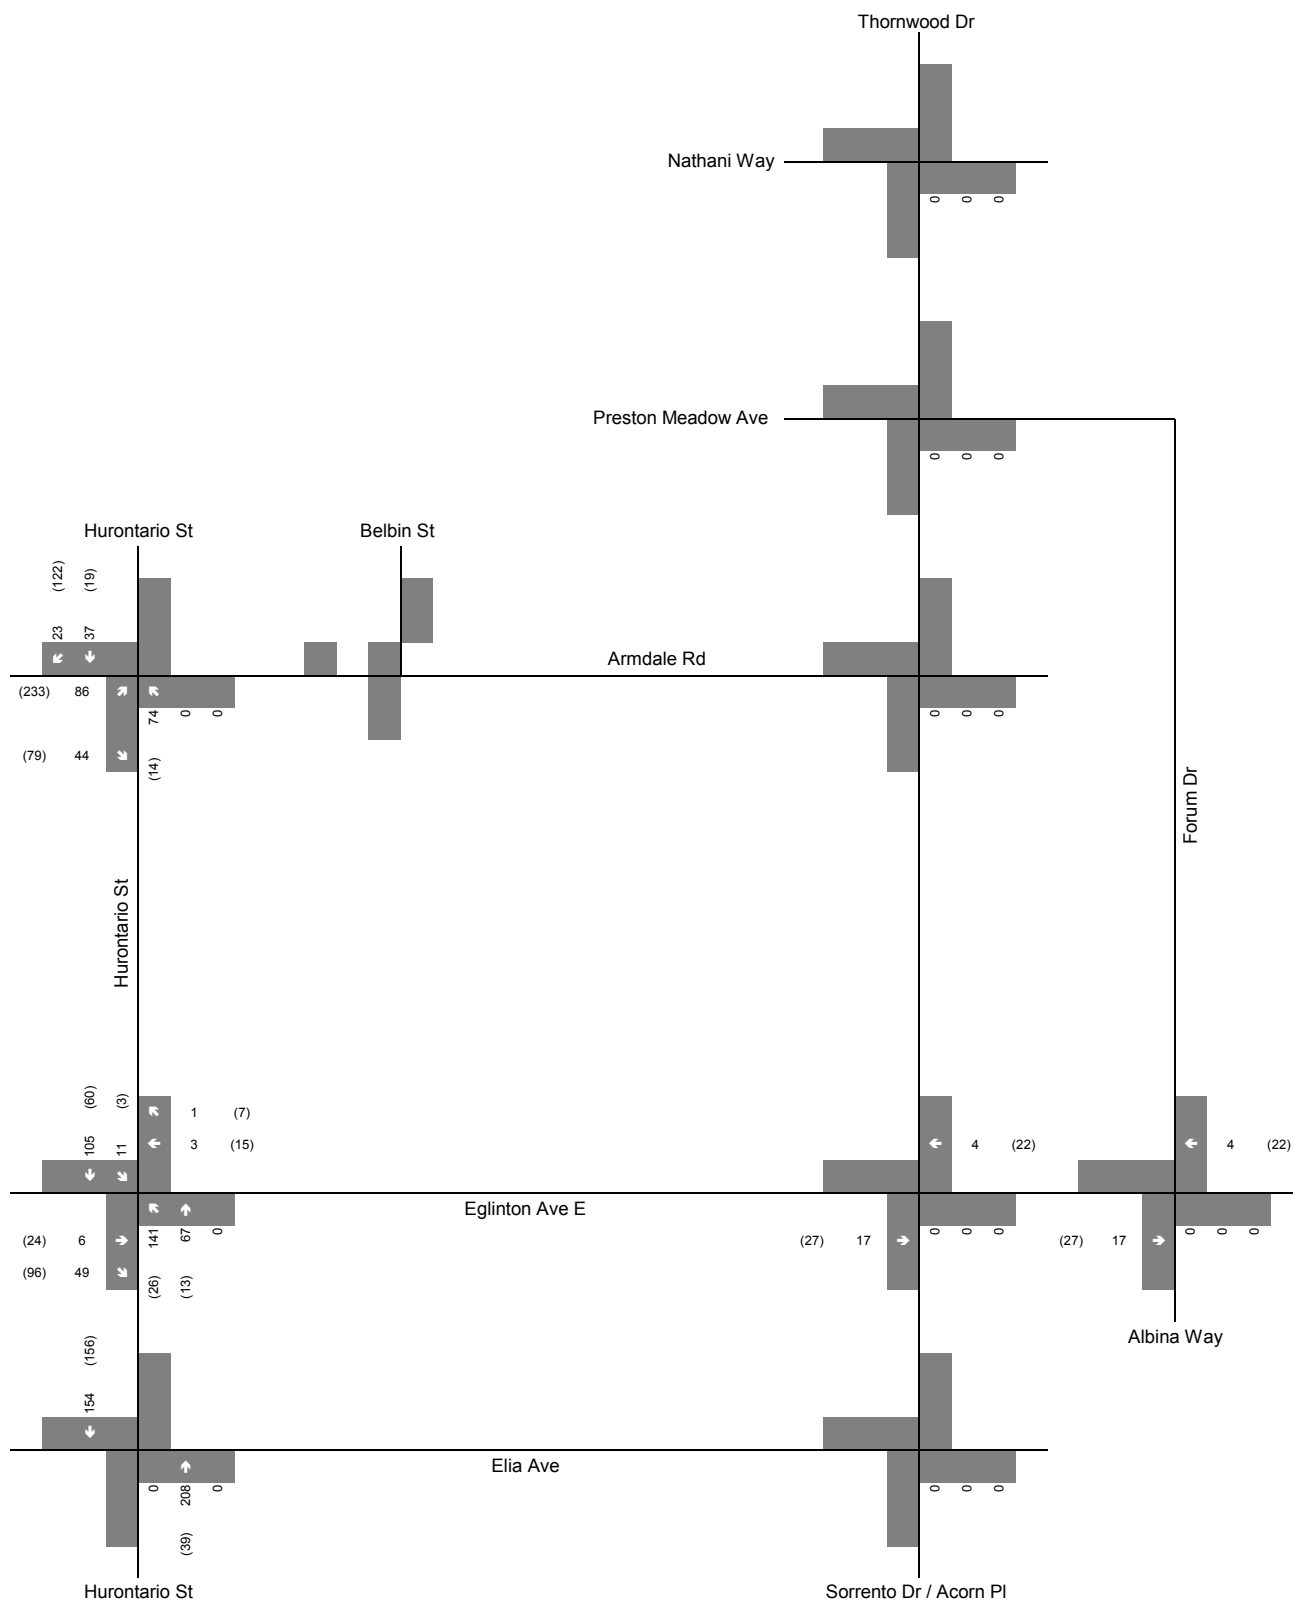 Thornwood Dr
Nathani Way
0 0 0
Preston Meadow Ave
0 0 0
Hurontario St
Belbin St
(122) (19)
23 37
Armdale Rd
(233) 86
74 0 0
0 0 0
(79) 44
(14)
Forum Dr
Hurontario St
(60) (3)
1 (7)
105 11
3 (15)
4 (22)
4 (22)
Eglinton Ave E
(24) 6
141 67 0
(27) 17
0 0 0
(27) 17
0 0 0
(96) 49
(26) (13)
Albina Way
(156)
154
Elia Ave
0 208 0
0 0 0
(39)
Hurontario St
Sorrento Dr / Acorn Pl